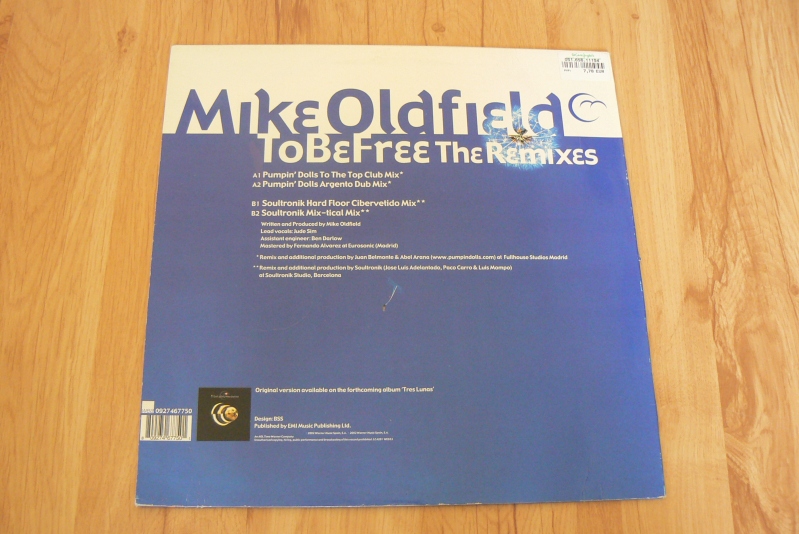 7,70 EUR
Mike Oldfield
To Be Free The Remixes
A1 Pumpin' Dolls To The Top Club Mix*
A2 Pumpin' Dolls Argento Dub Mix*
B1 Soultronik Hard Floor Cibervetido Mix**
B2 Soultronik Mix-tical Mix**
Written and Produced by Mike Oldfield
Lead vocals: Jude Sim
Assistant engineer: Ben Darlow
Mastered by Fernando Alvarez at Eurosonic (Madrid)
* Remix and additional production by Juan Belmonte & Abel Arana (www.pumpindolls.com) at Fullhouse Studios Madrid
**Remix and additional production by Soultronik (Jose Luis Adelantado, Paco Carro & Luis Mompo)
at Soultronik Studio, Barcelona
Original version available on the forthcoming album 'Tres Lunas'
0927467750
Design: BSS
Published by EMI Music Publishing Ltd.